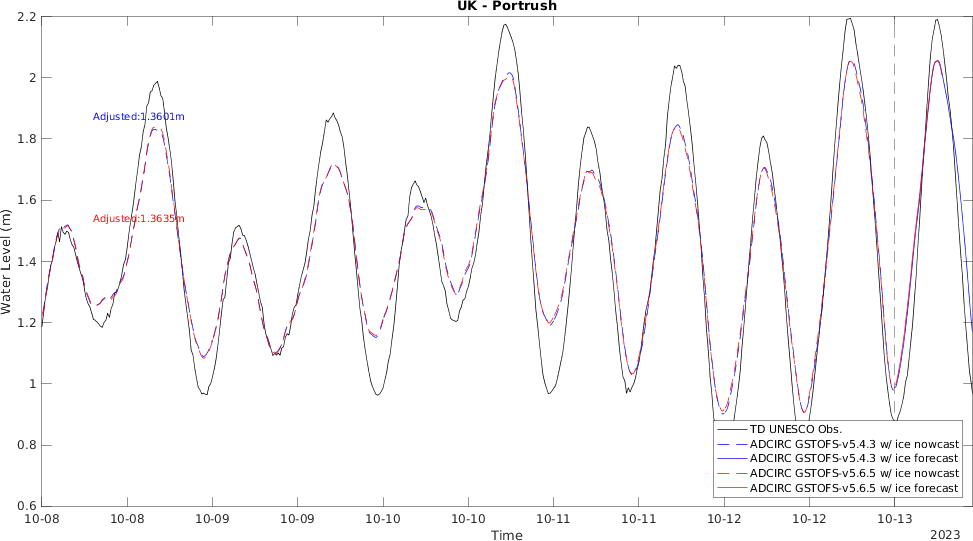 UK - Portrush
2.2
2
1.8
1.6
1.4
1.2
1
0.8
0.6
Water Level (m)
Adjusted:1.3601m
Adjusted:1.3635m
TD UNESCO Obs.
ADCIRC GSTOFS-v5.4.3 w/ ice nowcast
ADCIRC GSTOFS-v5.4.3 w/ ice forecast
ADCIRC GSTOFS-v5.6.5 w/ ice nowcast
ADCIRC GSTOFS-v5.6.5 w/ ice forecast
10-08 10-08 10-09 10-09 10-10 10-10 10-11 10-11 10-12 10-12 10-13
Time
2023